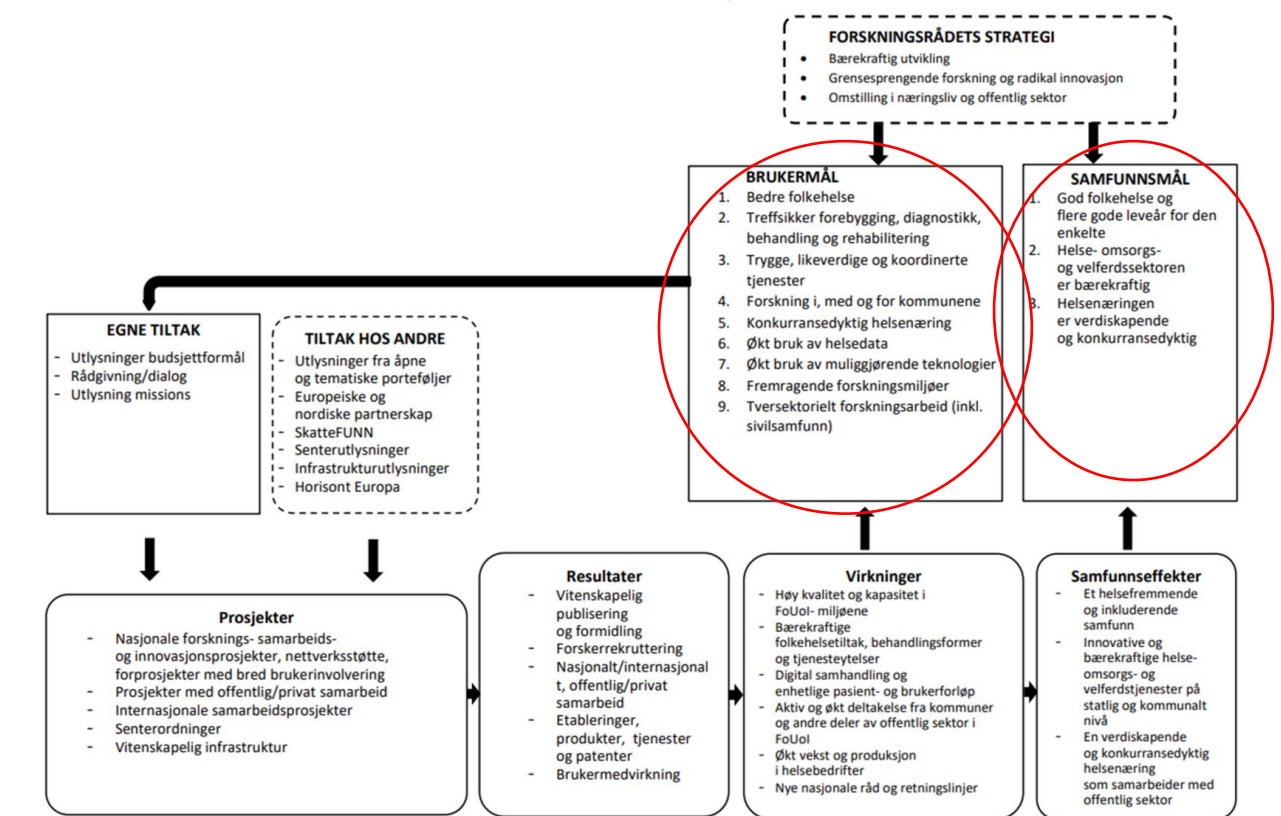 FORSKNINGSRÅDETS STRATEGI
• Bærekraftig utvikling
• Grensesprengende forskning og radikal innovasjon
• Omstilling i næringsliv og offentlig sektor
BRUKERMÅL
1. Bedre folkehelse
2. Treffsikker forebygging, diagnostikk,
behandling og rehabilitering
3. Trygge, likeverdige og koordinerte
tjenester
4. Forskning i, med og for kommunene
5. Konkurransedyktig helsenæring
6. Økt bruk av helsedata
7. Økt bruk av muliggjørende teknologier
8. Fremragende forskningsmiljøer
9. Tversektorielt forskningsarbeid (inkl.
sivilsamfunn)
SAMFUNNSMÅL
1. God folkehelse og
flere gode leveår for den
enkelte
2. Helse- omsorgs-
og velferdssektoren
er bærekraftig
3. Helsenæringen
er verdiskapende
og konkurransedyktig
EGNE TILTAK
- Utlysninger budsjettformål
- Rådgivning/dialog
- Utlysning missions
TILTAK HOS ANDRE
- Utlysninger fra åpne
og tematiske porteføljer
- Europeiske og
nordiske partnerskap
- SkatteFUNN
- Senterutlysninger
- Infrastrukturutlysninger
- Horisont Europa
Prosjekter
- Nasjonale forsknings- samarbeids-
og innovasjonsprosjekter, nettverksstøtte,
forprosjekter med bred brukerinvolvering
- Prosjekter med offentlig/privat samarbeid
- Internasjonale samarbeidsprosjekter
- Senterordninger
- Vitenskapelig infrastruktur
Resultater
- Vitenskapelig
publisering
og formidling
- Forskerrekruttering
- Nasjonalt/internasjonal
t, offentlig/privat
samarbeid
- Etableringer,
produkter, tjenester
og patenter
- Brukermedvirkning
Virkninger
- Høy kvalitet og kapasitet i
FoUoI- miljøene
- Bærekraftige
folkehelsetiltak, behandlingsformer
og tjenesteytelser
- Digital samhandling og
enhetlige pasient- og brukerforløp
- Aktiv og økt deltakelse fra kommuner
og andre deler av offentlig sektor i
FoUoI
- Økt vekst og produksjon
i helsebedrifter
- Nye nasjonale råd og retningslinjer
Samfunnseffekter
- Et helsefremmende
og inkluderende
samfunn
- Innovative og
bærekraftige helse-
omsorgs- og
velferdstjenester på
statlig og kommunalt
nivå
- En verdiskapende
og konkurransedyktig
helsenæring
som samarbeider med
offentlig sektor